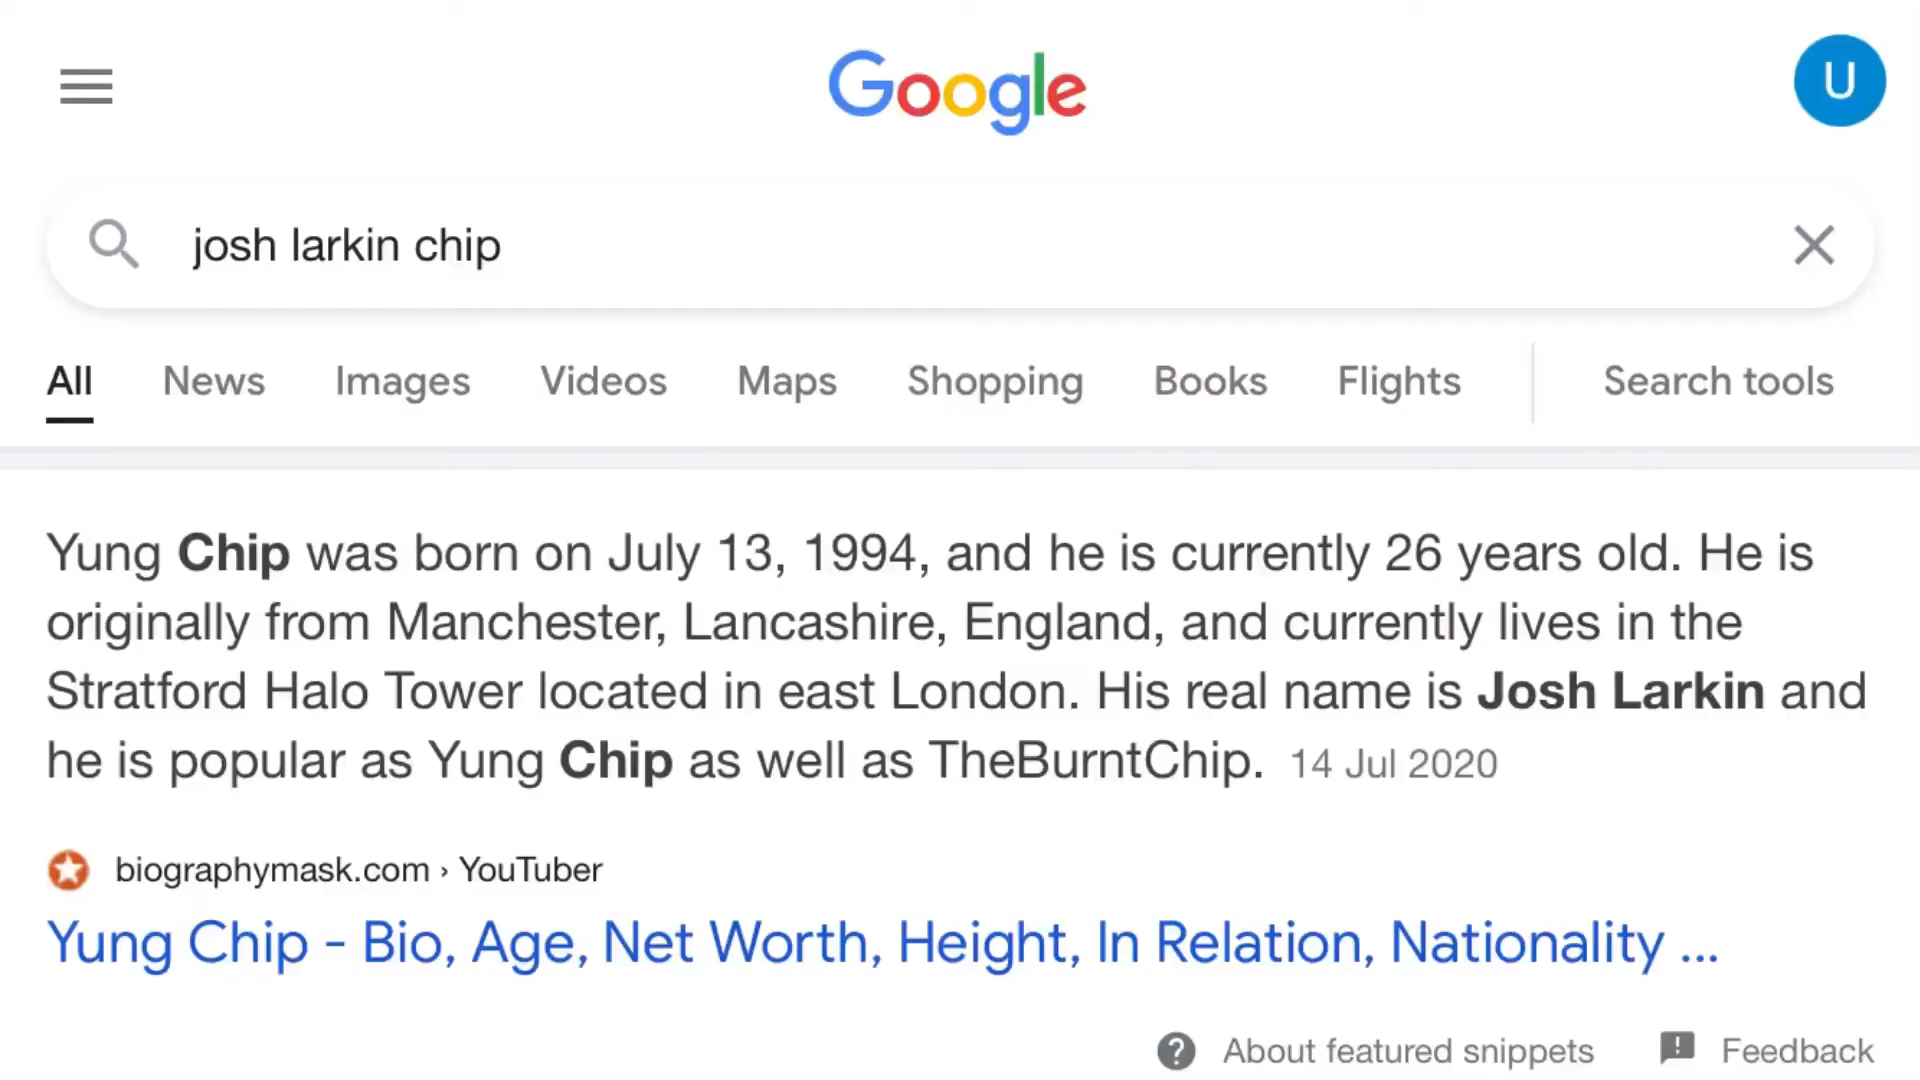 Google
U
josh larkin chip
All News Images Videos Maps Shopping Books Flights Search tools
Yung Chip was born on July 13, 1994, and he is currently 26 years old. He is
originally from Manchester, Lancashire, England, and currently lives in the
Stratford Halo Tower located in east London. His real name is Josh Larkin and
he is popular as Yung Chip as well as TheBurntChip. 14 Jul 2020
biographymask.com › YouTuber
Yung Chip - Bio, Age, Net Worth, Height, In Relation, Nationality ...
About featured snippets Feedback